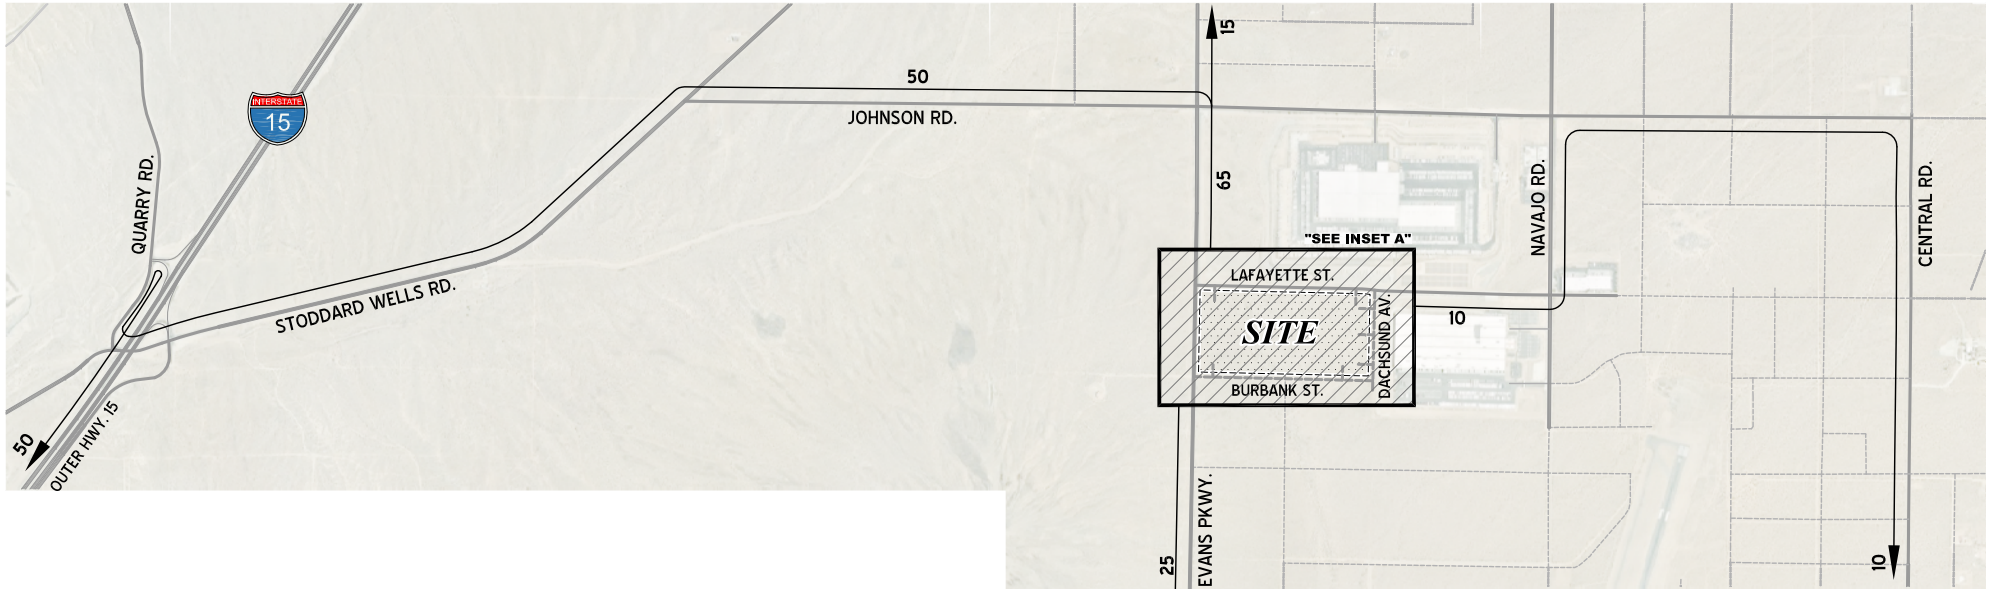 15
50
INTERSTATE
15
JOHNSON RD.
QUARRY RD.
65
NAVAJO RD.
CENTRAL RD.
"SEE INSET A"
LAFAYETTE ST.
STODDARD WELLS RD.
SITE
DACHSUND AV.
10
BURBANK ST.
50
OUTER HWY. 15
EVANS PKWY.
25
10